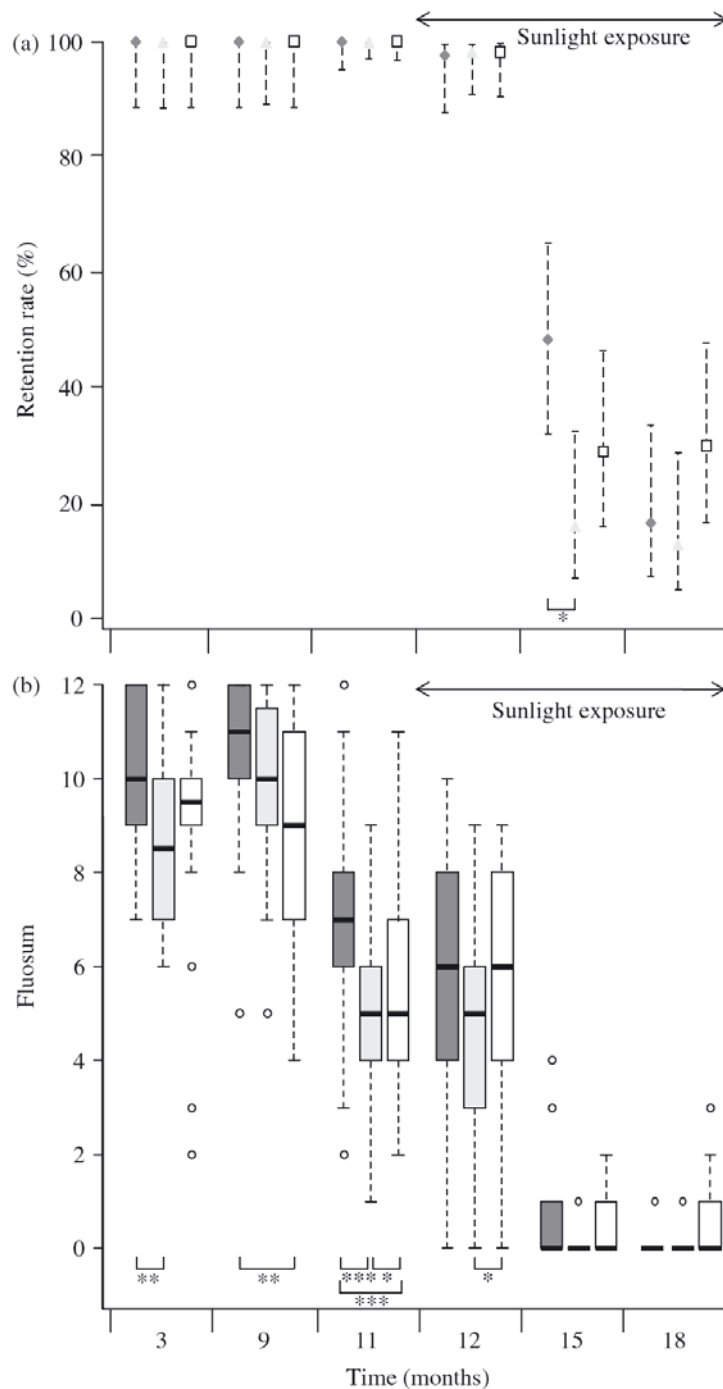 (a)
Sunlight exposure
100
80
60
40
20
0
Retention rate (%)
*
(b)
Sunlight exposure
12
10
8
6
4
2
0
Fluosum
** ** *** * *
***
3 9 11 12 15 18
Time (months)